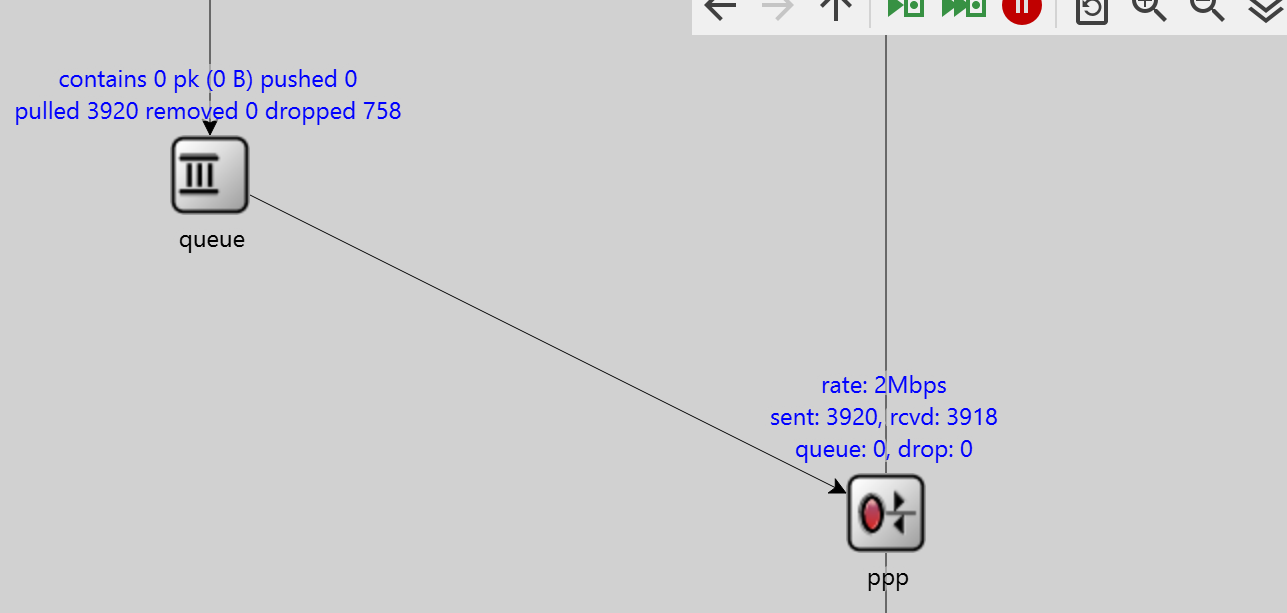 contains 0 pk (0 B) pushed 0
pulled 3920 removed 0 dropped 758
queue
rate: 2Mbps
sent: 3920, rcvd: 3918
queue: 0, drop: 0
ppp